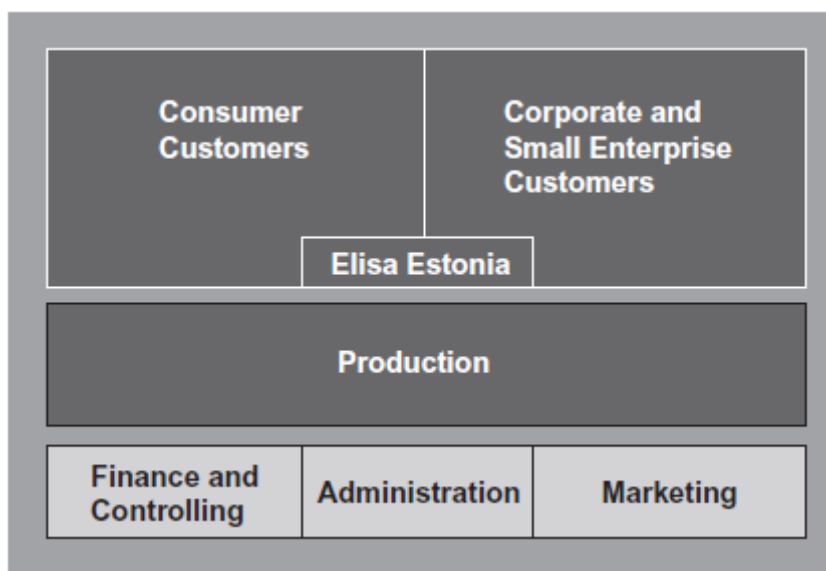 Consumer
Customers
Corporate and
Small Enterprise
Customers
Elisa Estonia
Production
Finance and
Controlling
Administration
Marketing